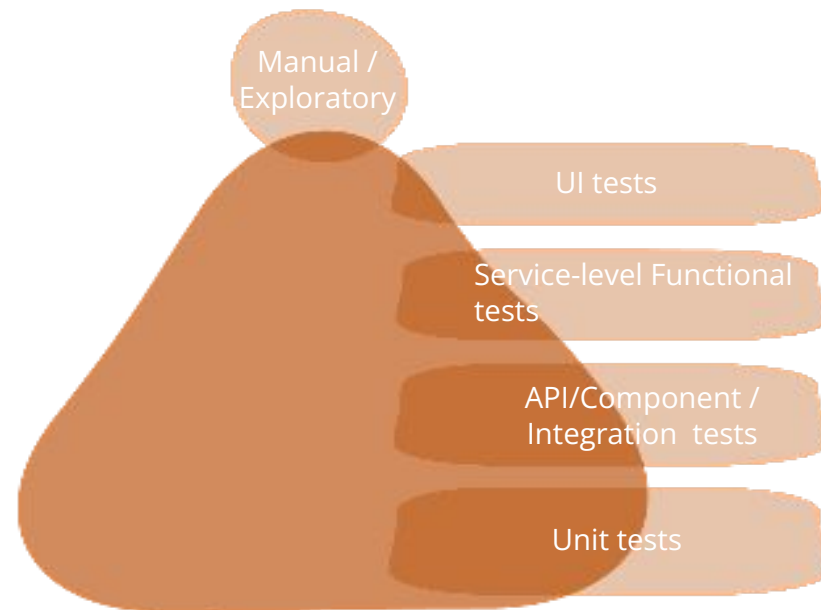 Manual /
Exploratory
UI tests
Service-level Functional
tests
API/Component /
Integration tests
Unit tests